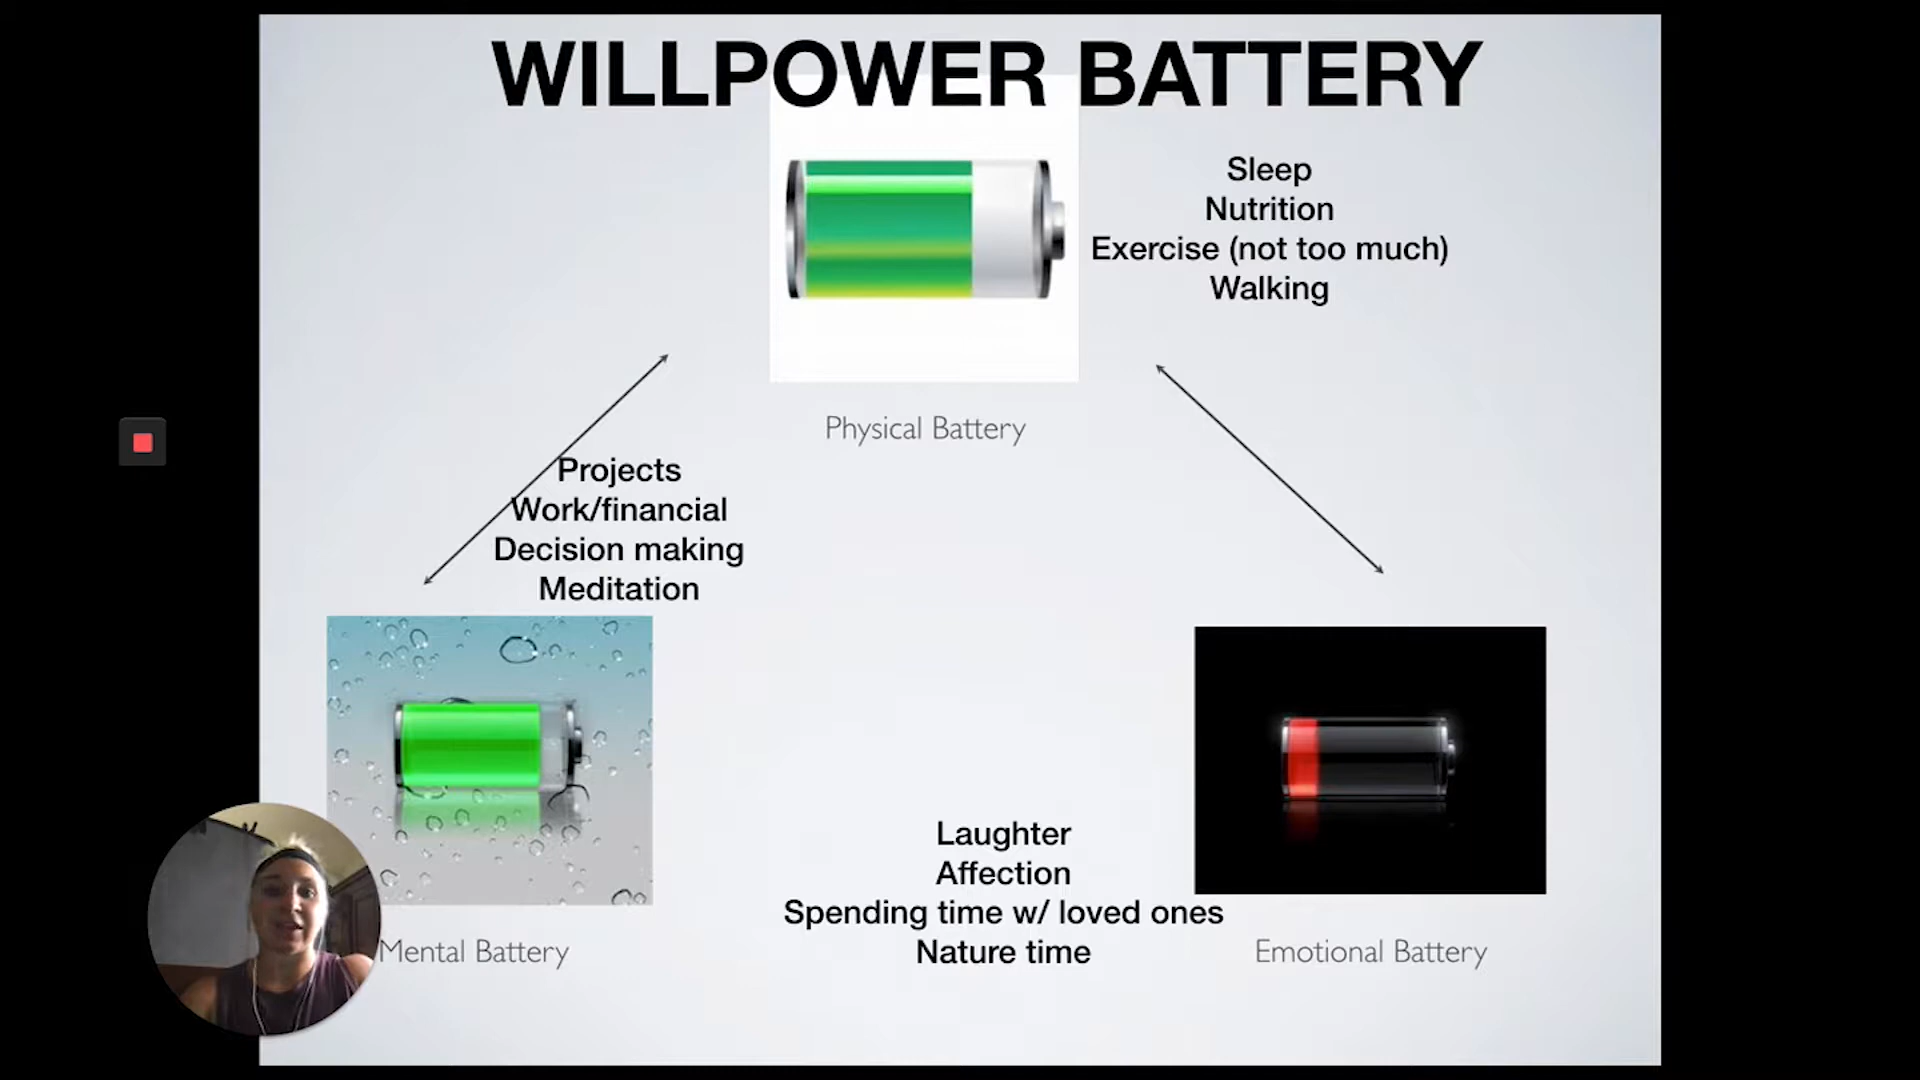 WILLPOWER BATTERY
Sleep
Nutrition
Exercise (not too much)
Walking
Physical Battery
Projects
Work/financial
Decision making
Meditation
Laughter
Affection
Spending time w/ loved ones
Nature time
Mental Battery
Emotional Battery